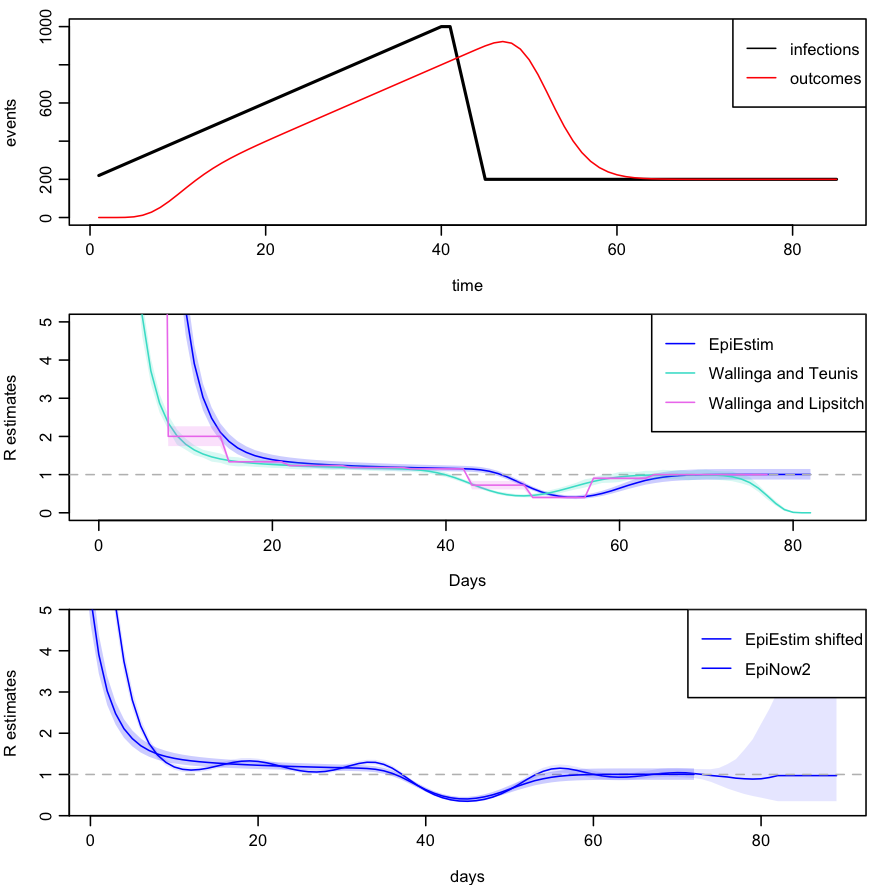 1000
600
200
0
events
infections
outcomes
0
20
40
60
80
time
5
4
3
2
1
0
R estimates
EpiEstim
Wallinga and Teunis
Wallinga and Lipsitch
0
20
40
60
80
Days
5
4
3
2
1
0
R estimates
EpiEstim shifted
EpiNow2
0
20
40
60
80
days